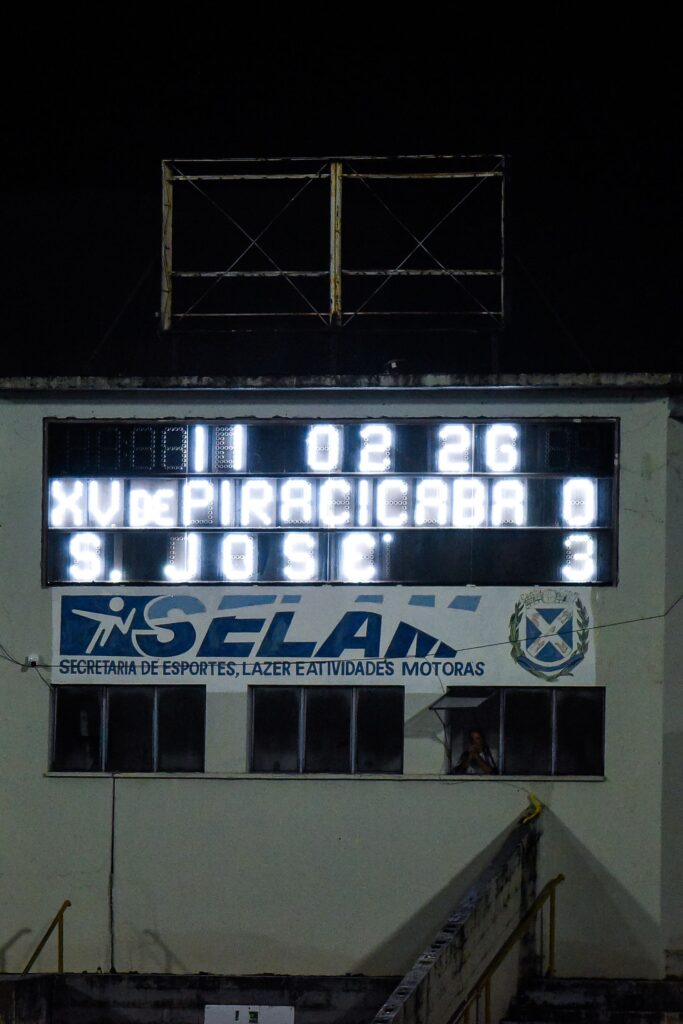 11 02 26
XV. DE PIRACICABA 0
S. JOSE' 3
SELAM
SECRETARIA DE ESPORTES, LAZER E ATIVIDADES MOTORAS